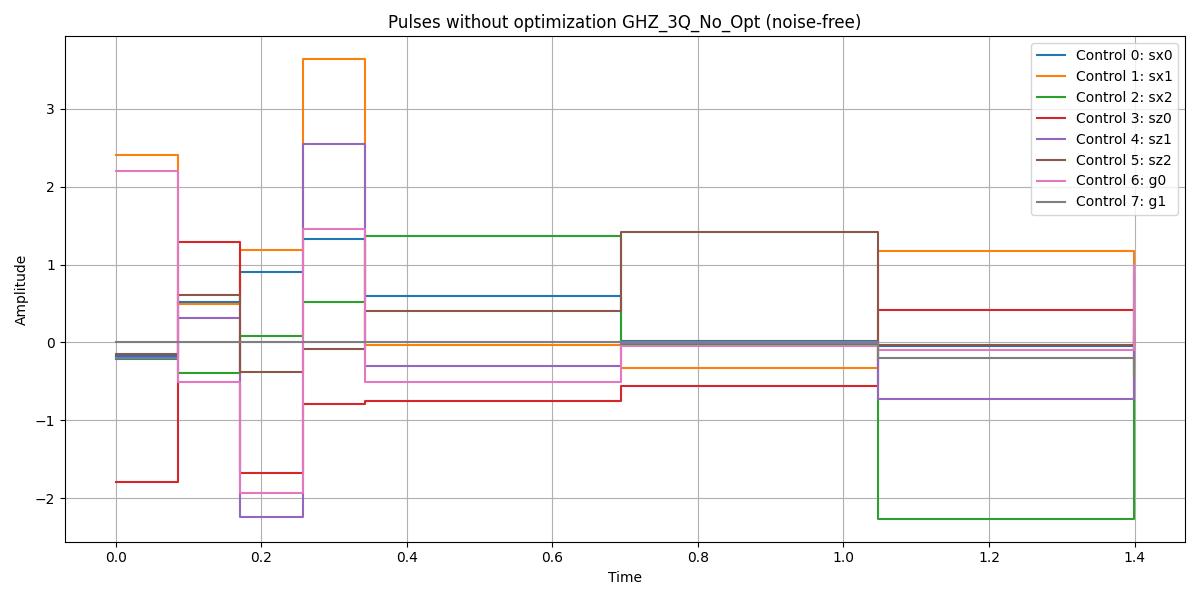 Pulses without optimization GHZ_3Q_No_Opt (noise-free)
Control 0: sx0
Control 1: sx1
Control 2: sx2
Control 3: sz0
Control 4: sz1
Control 5: sz2
Control 6: g0
Control 7: g1
Amplitude
3
2
1
0
−1
−2
0.0 0.2 0.4 0.6 0.8 1.0 1.2 1.4
Time